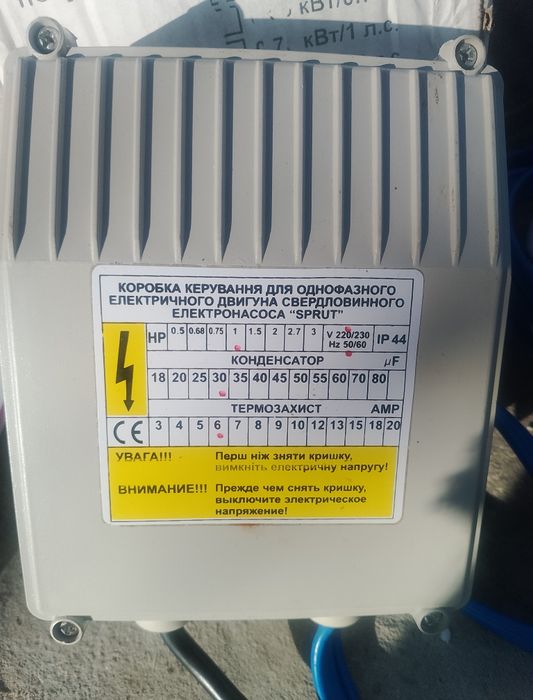 кВт/1 л.с.
КОРОБКА КЕРУВАННЯ ДЛЯ ОДНОФАЗНОГО
ЕЛЕКТРИЧНОГО ДВИГУНА СВЕРДЛОВИННОГО
ЕЛЕКТРОНАСОСА “SPRUT”
HP 0.5 0.68 0.75 1 1.5 2 2.7 3 V 220/230 Hz 50/60 IP 44
КОНДЕНСАТОР µF
18 20 25 30 35 40 45 50 55 60 70 80
ТЕРМОЗАХИСТ AMP
CE 3 4 5 6 7 8 9 10 12 13 15 18 20
УВАГА!!! Перш ніж зняти кришку,
вимкніть електричну напругу!
ВНИМАНИЕ!!! Прежде чем снять крышку,
выключите электрическое
напряжение!